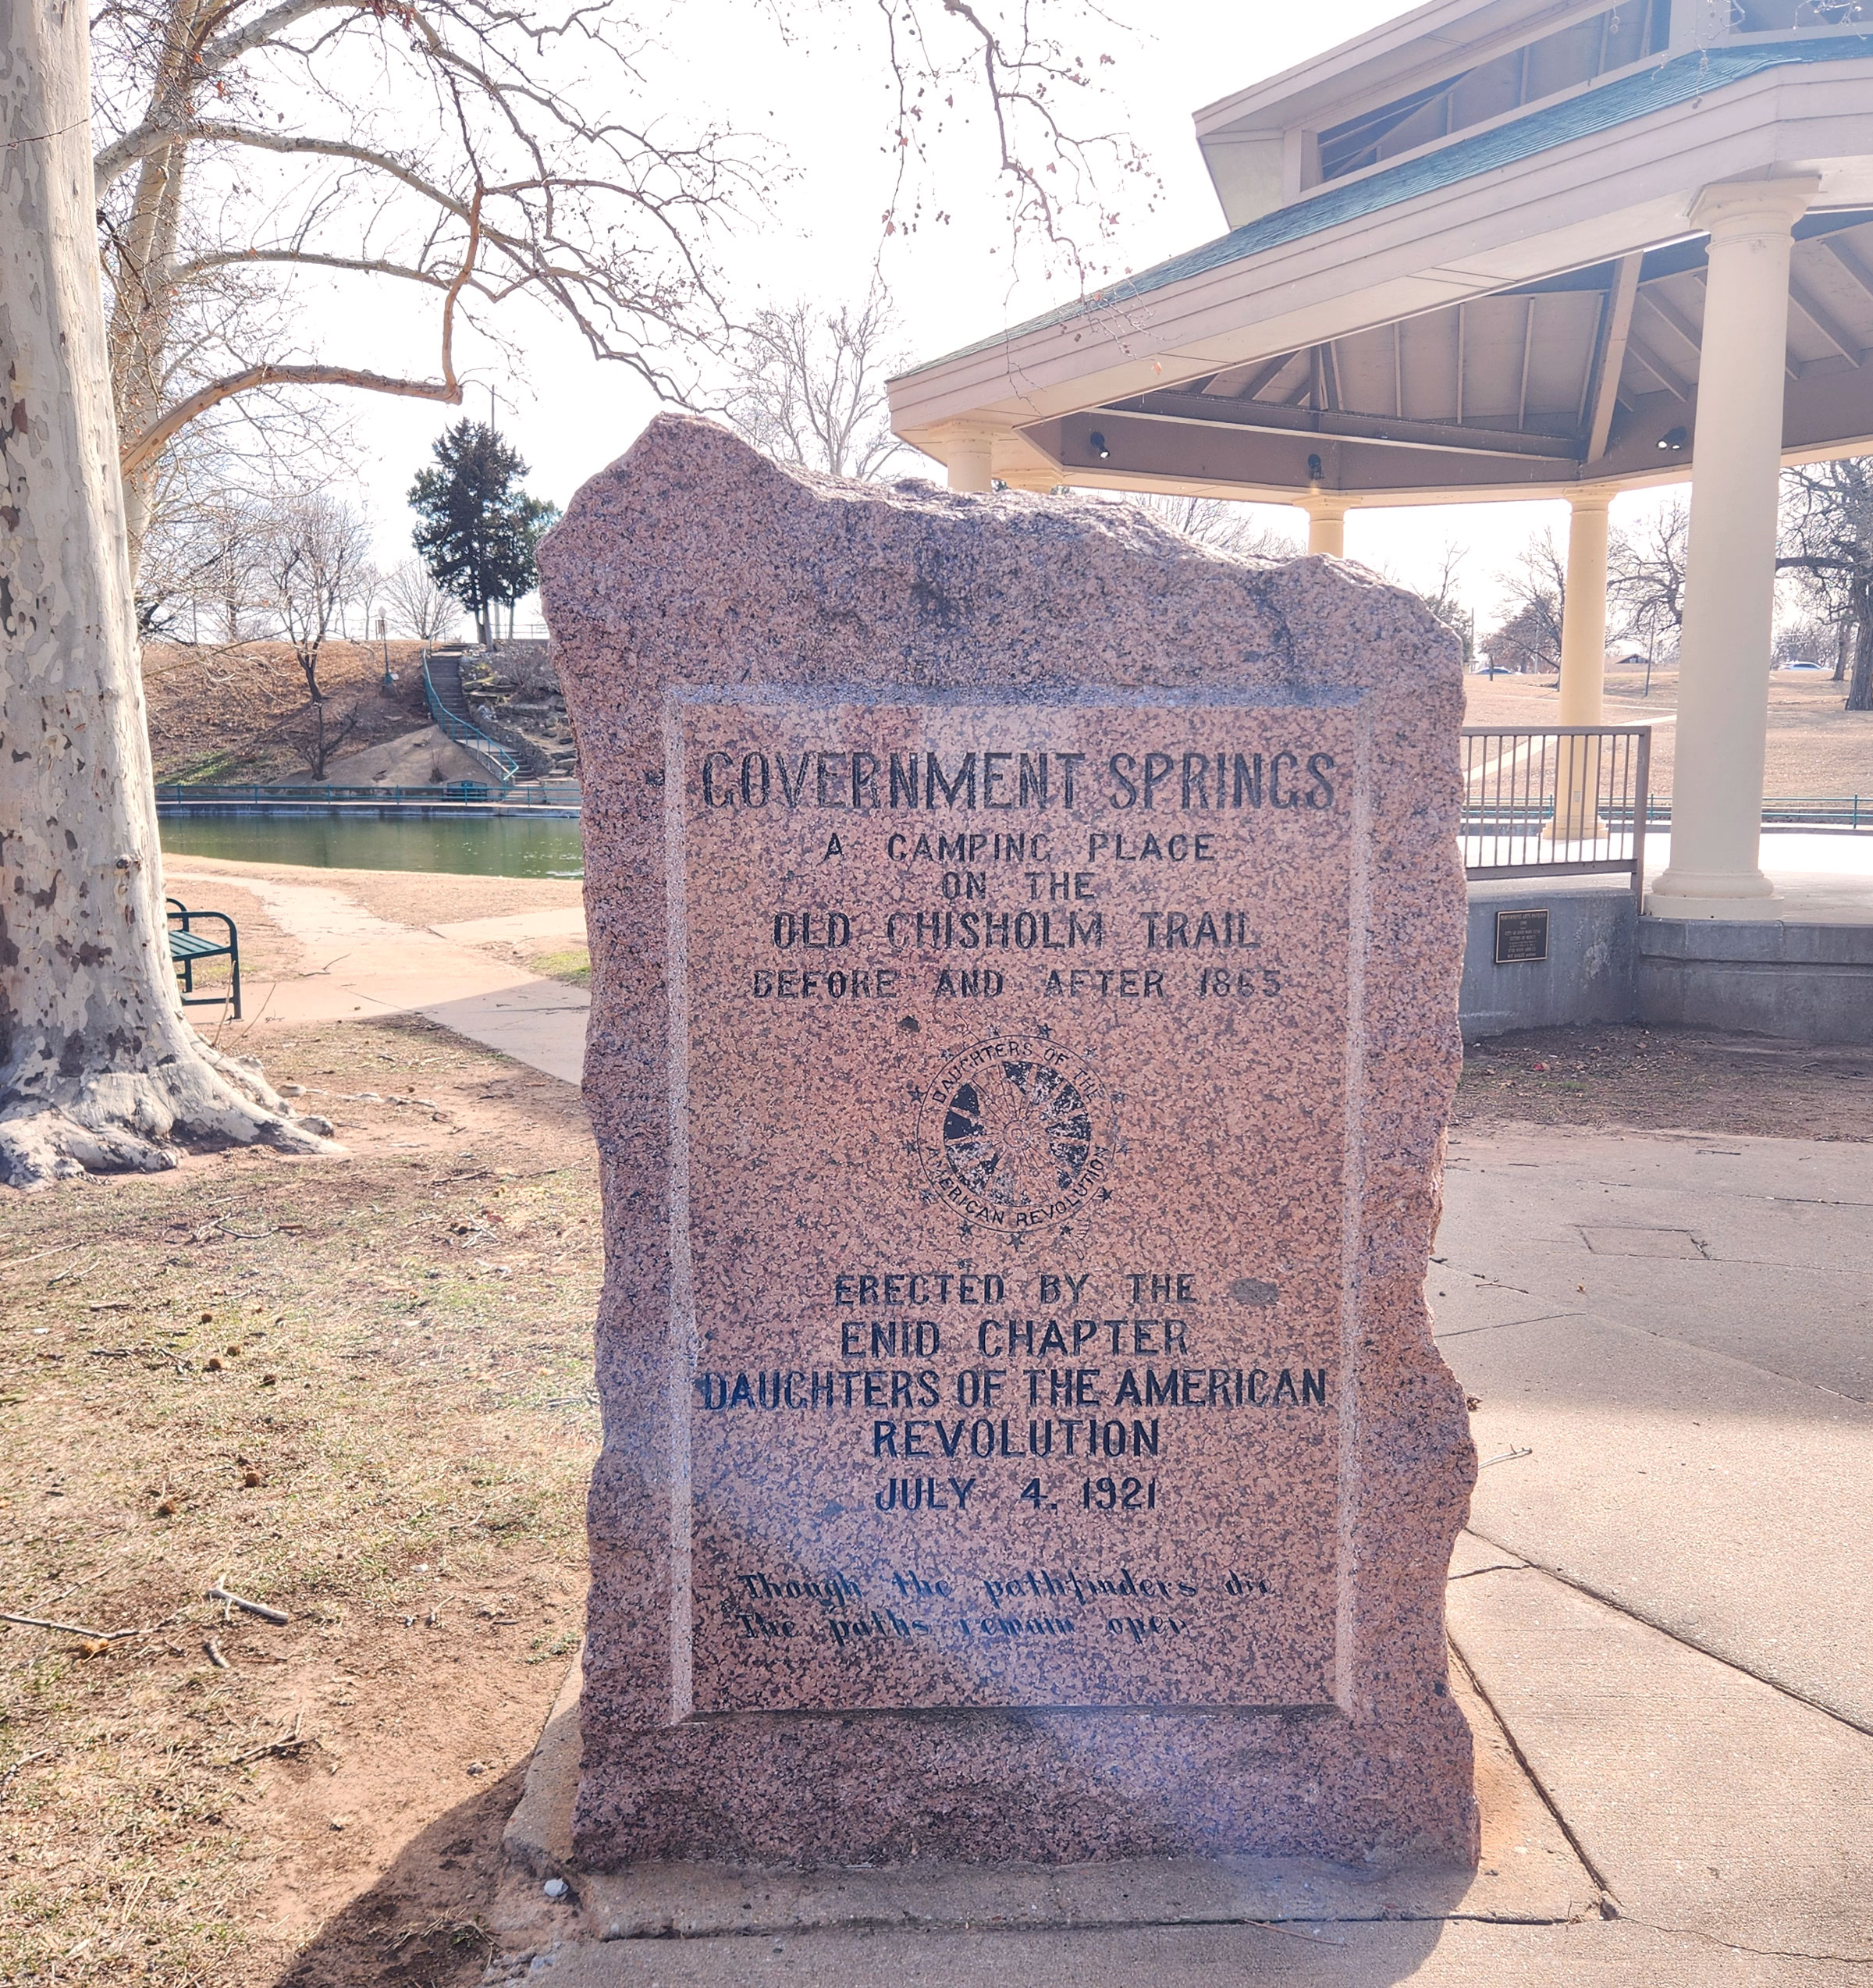 GOVERNMENT SPRINGS
A CAMPING PLACE
ON THE
OLD CHISHOLM TRAIL
BEFORE AND AFTER 1865
DAUGHTERS OF THE
AMERICAN REVOLUTION
ERECTED BY THE
ENID CHAPTER
DAUGHTERS OF THE AMERICAN
REVOLUTION
JULY 4. 1921
Though the pathfinders die
The paths remain open